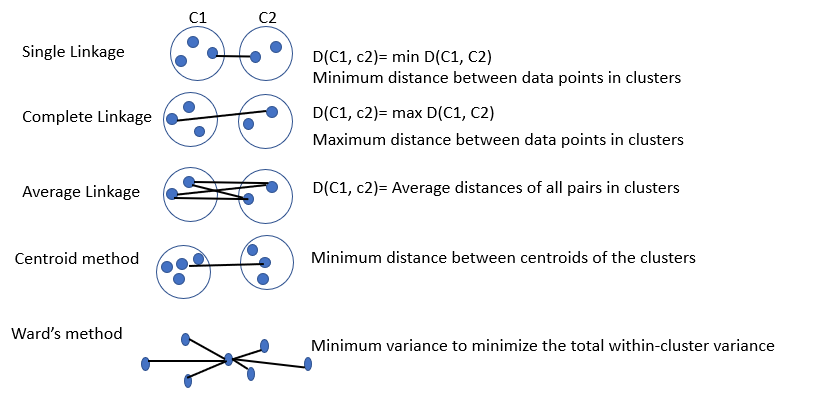 C1 C2
Single Linkage
D(C1, c2)= min D(C1, C2)
Minimum distance between data points in clusters
Complete Linkage
D(C1, c2)= max D(C1, C2)
Maximum distance between data points in clusters
Average Linkage
D(C1, c2)= Average distances of all pairs in clusters
Centroid method
Minimum distance between centroids of the clusters
Ward’s method
Minimum variance to minimize the total within-cluster variance